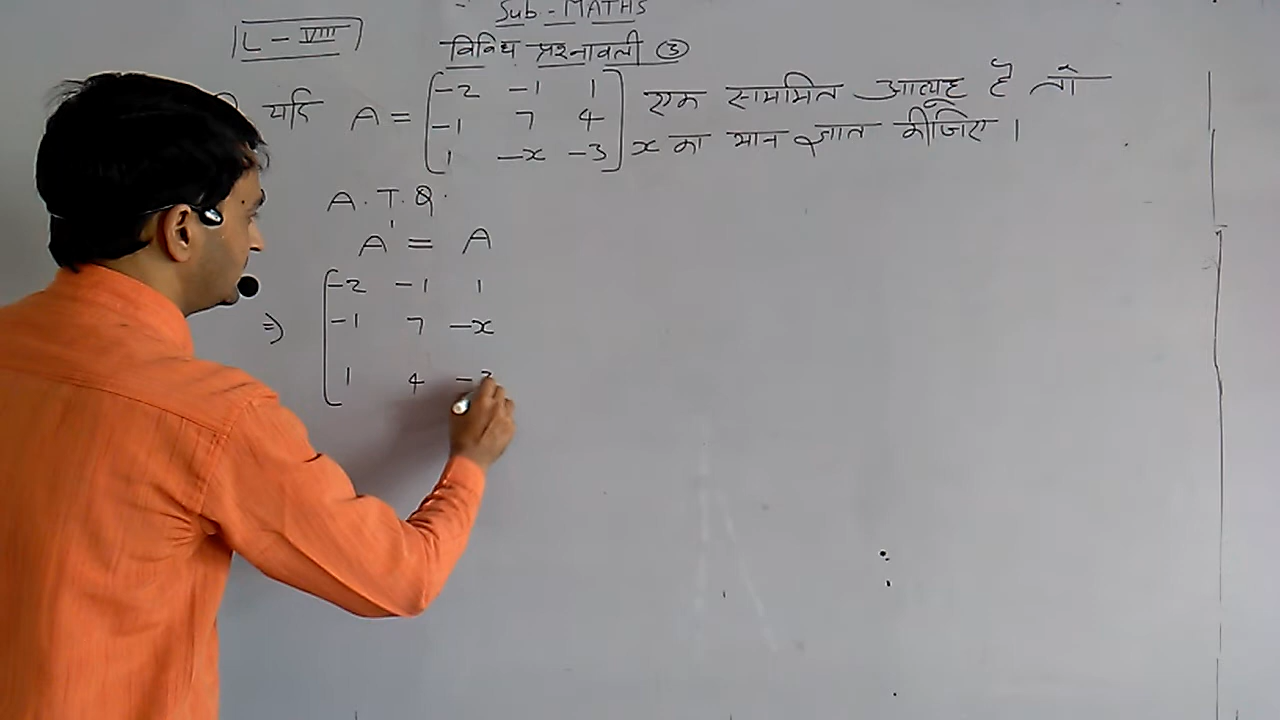 Sub - MATHS
L - VIII
विविध प्रश्नावली ③
यदि A = [ -2 -1 1 ] एक सममित आव्यूह है तो
-1 7 4
1 -x -3 x का मान ज्ञात कीजिए ।
A.T.Q.
A' = A
-2 -1 1
⇒ -1 7 -x
1 4